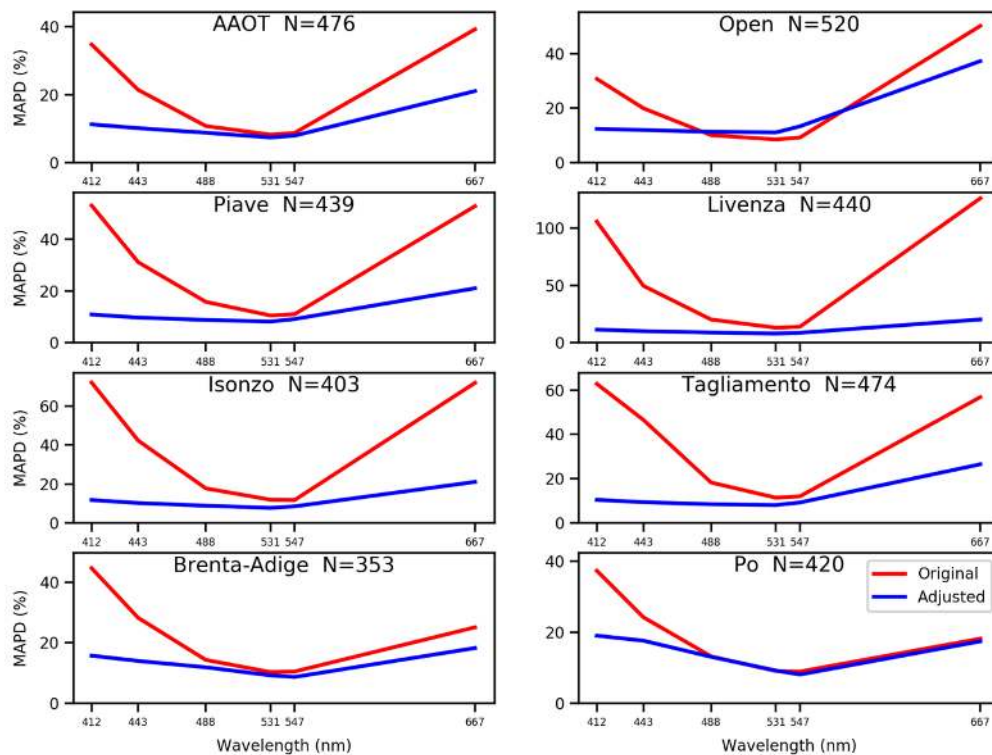 AAOT N=476
MAPD (%)
40
20
0
412 443 488 531 547 667
Open N=520
40
20
0
412 443 488 531 547 667
Piave N=439
MAPD (%)
40
20
0
412 443 488 531 547 667
Livenza N=440
100
50
0
412 443 488 531 547 667
Isonzo N=403
MAPD (%)
60
40
20
0
412 443 488 531 547 667
Tagliamento N=474
60
40
20
0
412 443 488 531 547 667
Brenta-Adige N=353
MAPD (%)
40
20
0
412 443 488 531 547 667
Wavelength (nm)
Po N=420
Original
Adjusted
40
20
0
412 443 488 531 547 667
Wavelength (nm)